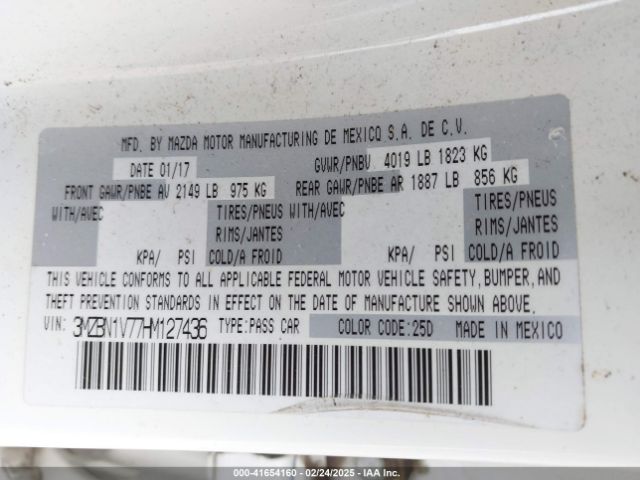 MFD. BY MAZDA MOTOR MANUFACTURING DE MEXICO S.A. DE C.V.
DATE 01/17 GVWR/PNBV 4019 LB 1823 KG
FRONT GAWR/PNBE AV 2149 LB 975 KG REAR GAWR/PNBE AR 1887 LB 856 KG
WITH/AVEC TIRES/PNEUS WITH/AVEC TIRES/PNEUS
RIMS/JANTES RIMS/JANTES
KPA/ PSI COLD/A FROID KPA/ PSI COLD/A FROID
THIS VEHICLE CONFORMS TO ALL APPLICABLE FEDERAL MOTOR VEHICLE SAFETY, BUMPER, AND
THEFT PREVENTION STANDARDS IN EFFECT ON THE DATE OF MANUFACTURE SHOWN ABOVE.
VIN: 3MZBN1V77HM127436 TYPE:PASS CAR COLOR CODE:25D MADE IN MEXICO
000-41654160 - 02/24/2025 - IAA Inc.